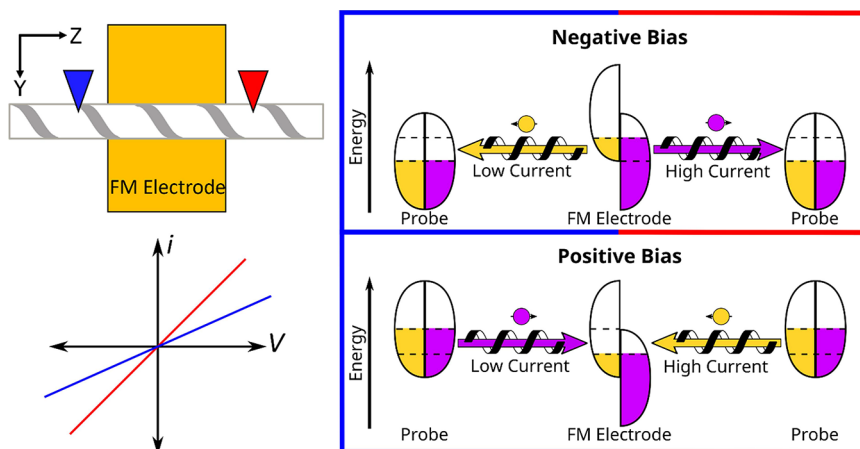 Z
Y
FM Electrode
i
V
Negative Bias
Energy
Low Current
High Current
Probe
FM Electrode
Probe
Positive Bias
Energy
Low Current
High Current
Probe
FM Electrode
Probe